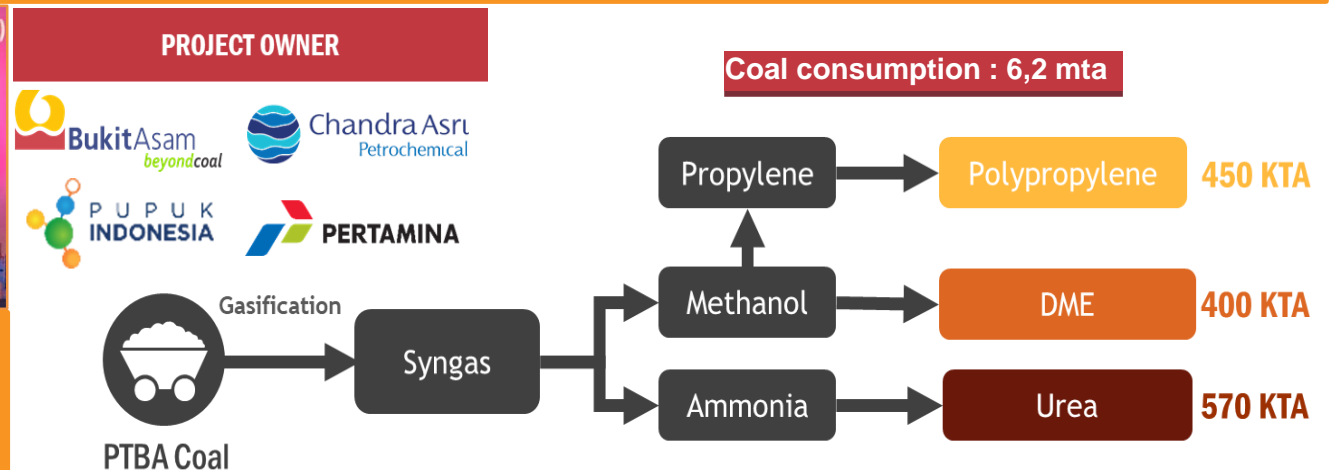 PROJECT OWNER
BukitAsam
beyondcoal
Chandra Asri
Petrochemical
PUPUK
INDONESIA
PERTAMINA
Coal consumption : 6,2 mta
Propylene
Polypropylene
450 KTA
Gasification
Methanol
DME
400 KTA
Syngas
Ammonia
Urea
570 KTA
PTBA Coal